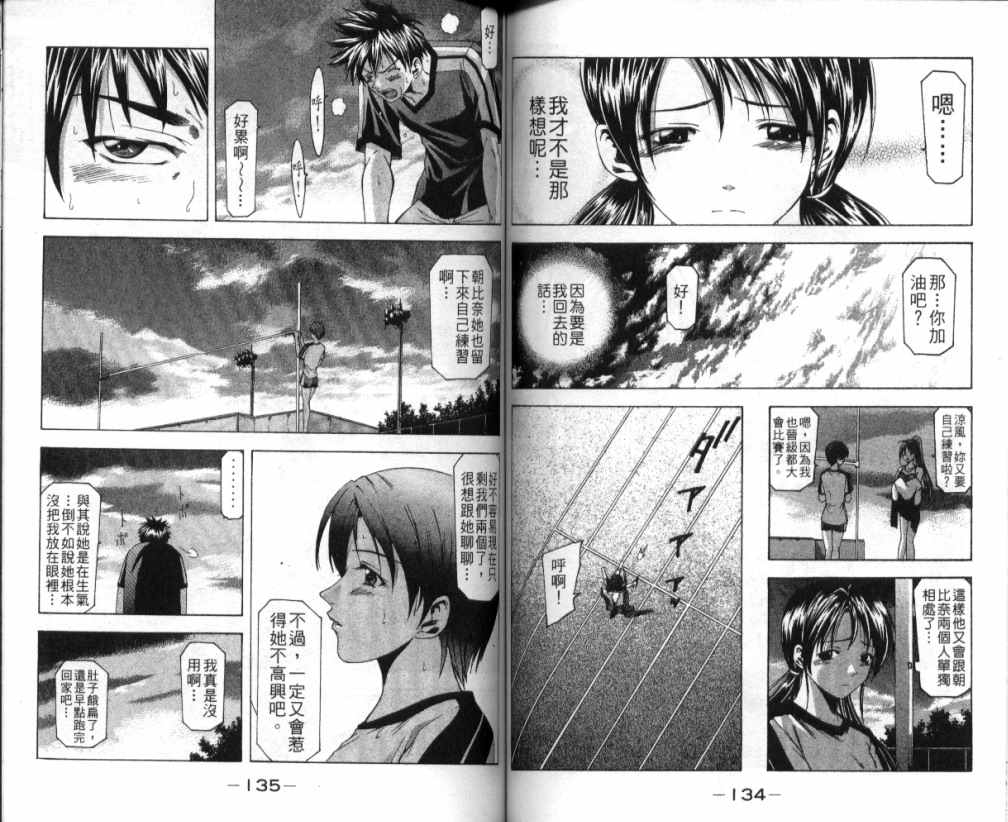 嗯……
我才不是那
樣想呢…
那…你加
油吧？
好！
因為要是
我回去的
話…
涼風，妳又要
自己練習啦？
嗯，因為我
也晉級都大
會比賽了。
這樣他又會跟朝
比奈兩個人單獨
相處了…
呼啊！
－134－
好…
呼！
呼！
好累啊～～…
朝比奈她也留
下來自己練習
啊…
好不容易現在只
剩我們兩個了，
很想跟她聊聊…
不過，一定又會惹
得她不高興吧。
………
與其說她是在生氣
…倒不如說她根本
沒把我放在眼裡…
我真是沒
用啊…
肚子餓扁了，
還是早點跑完
回家吧…
－135－